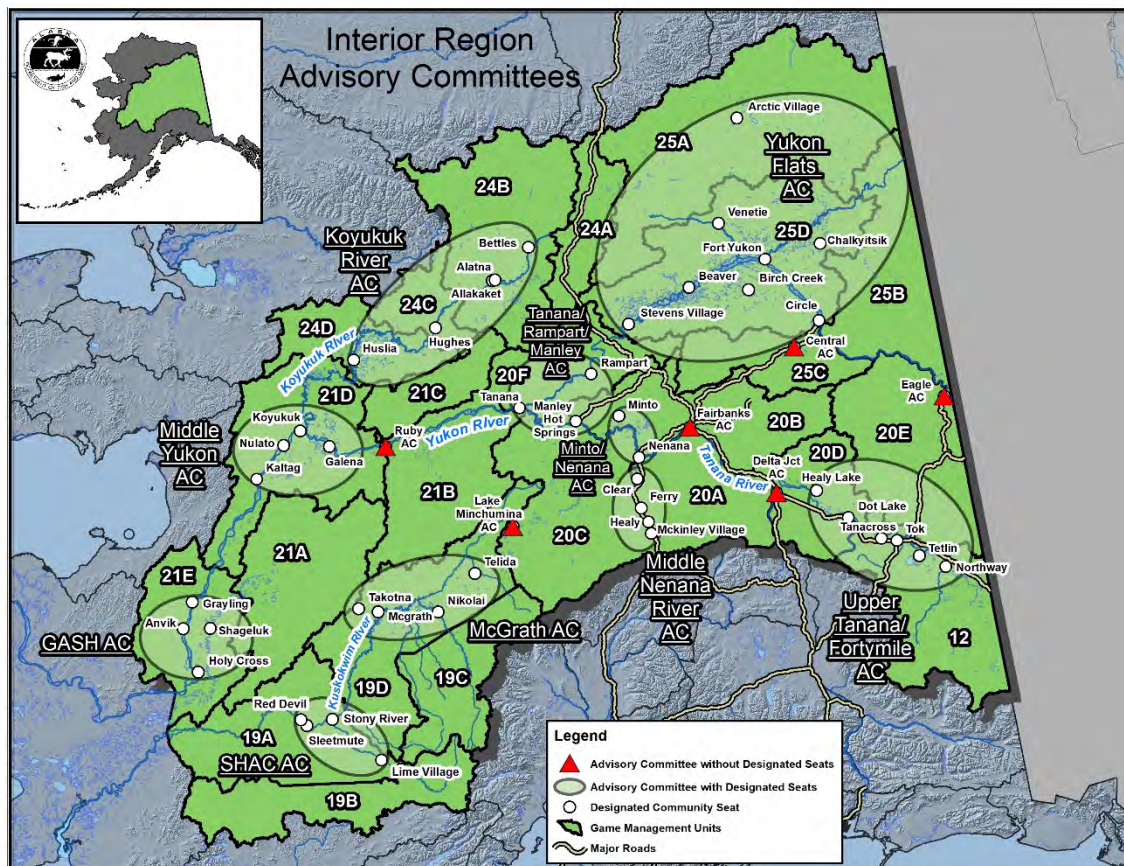 ALASKA
Interior Region
Advisory Committees
Arctic Village
25A
Yukon
Flats
AC
24B
24A
Venetie
25D
Chalkyitsik
Fort Yukon
Koyukuk
River
AC
Bettles
Alatna
Allakaket
Beaver
Birch Creek
25B
24C
Circle
Stevens Village
Tanana/
Rampart/
Manley
AC
24D
Hughes
Huslia
Koyukuk River
Central
AC
25C
Rampart
20F
21C
21D
Eagle
AC
Tanana
Manley
Hot
Springs
Minto
Fairbanks
AC
20B
20E
Koyukuk
Ruby
AC
Yukon River
Middle
Yukon
AC
Nulato
Galena
Kaltag
Minto/
Nenana
AC
Nenana
Tanana River
Delta Jct
AC
20D
Healy Lake
21B
Lake
Minchumina
AC
Clear
Ferry
20A
Dot Lake
Healy
Tanacross
Tok
20C
Mckinley Village
Tetlin
21A
Northway
Telida
21E
Grayling
Takotna
Nikolai
Mcgrath
Middle
Nenana
River
AC
Anvik
Shageluk
GASH AC
McGrath AC
Upper
Tanana/
Fortymile
AC
12
Holy Cross
Kuskokwim River
19C
19D
Red Devil
Stony River
19A
Sleetmute
SHAC AC
Lime Village
19B
Legend
Advisory Committee without Designated Seats
Advisory Committee with Designated Seats
Designated Community Seat
Game Management Units
Major Roads